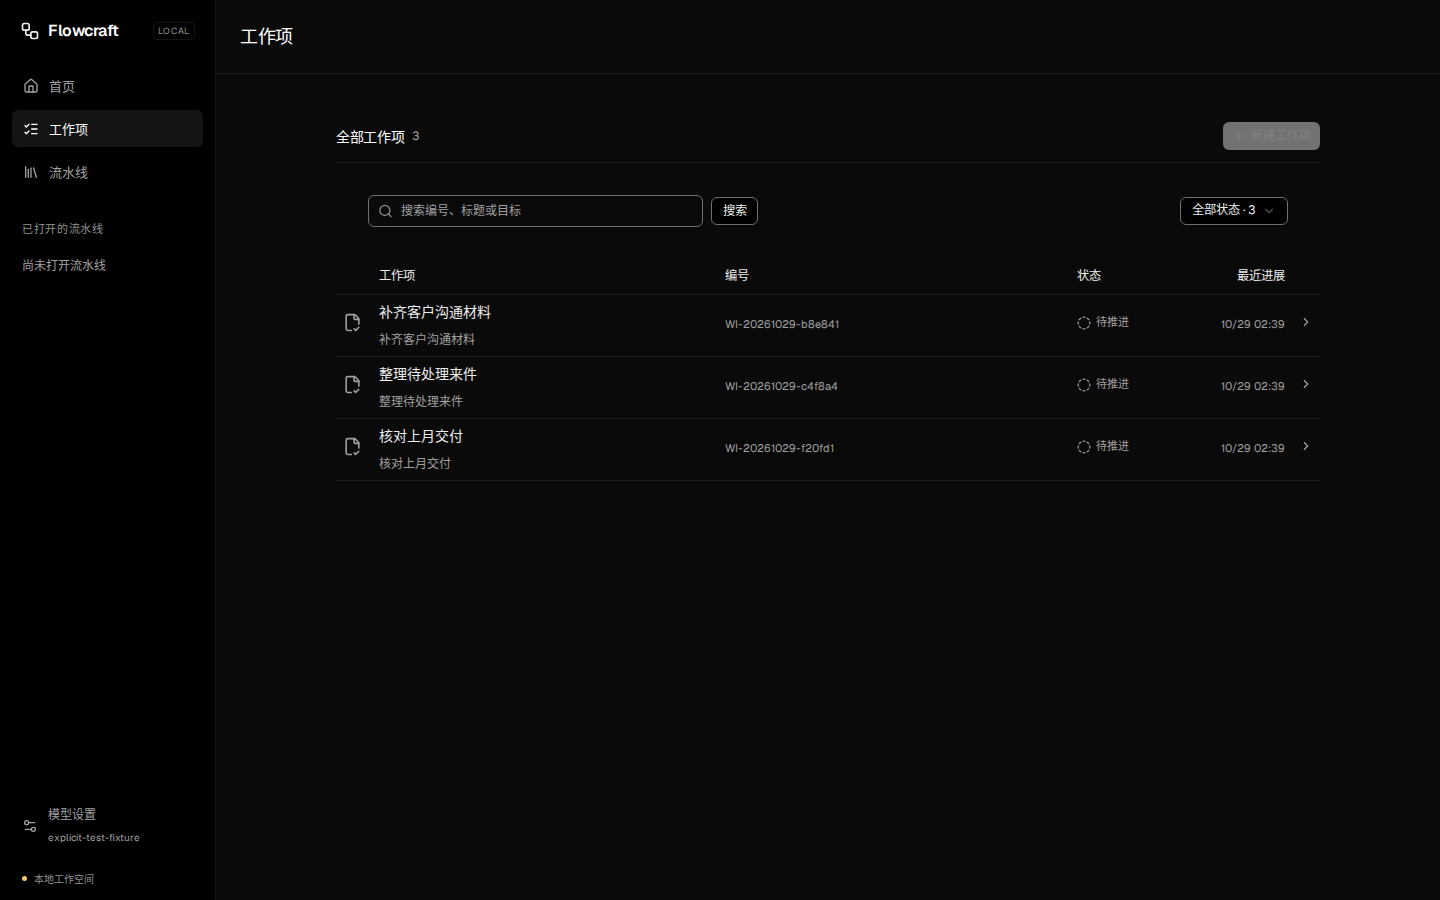 Flowcraft LOCAL
首页
工作项
流水线
已打开的流水线
尚未打开流水线
模型设置
explicit-test-fixture
本地工作空间
工作项
全部工作项 3
新建工作项
搜索编号、标题或目标 搜索 全部状态 · 3
工作项 编号 状态 最近进展
补齐客户沟通材料
补齐客户沟通材料
WI-20261029-b8e841 待推进 10/29 02:39
整理待处理来件
整理待处理来件
WI-20261029-c4f8a4 待推进 10/29 02:39
核对上月交付
核对上月交付
WI-20261029-f20fd1 待推进 10/29 02:39